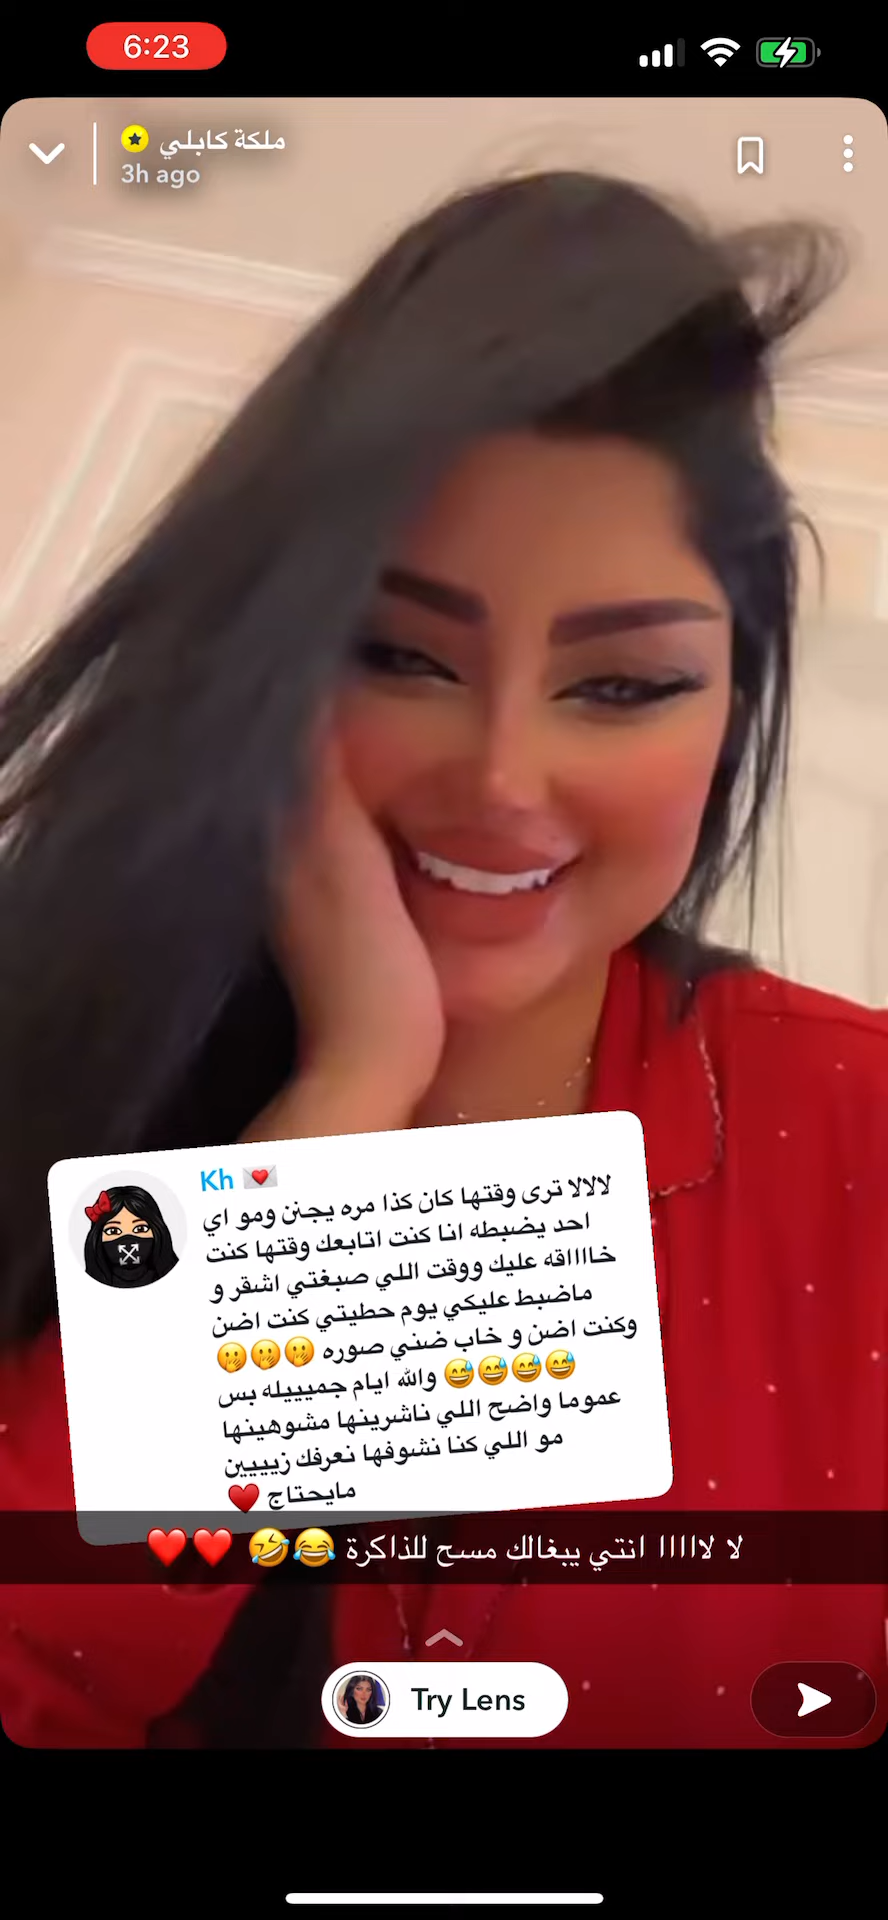 6:23
ملكة كابلي
3h ago
Kh 💌
لالالا ترى وقتها كان كذا مره يجنن ومو اي
احد يضبطه انا كنت اتابعك وقتها كنت
خااااقه عليك ووقت اللي صبغتي اشقر و
ماضبط عليكي يوم حطيتي كنت اضن
وكنت اضن و خاب ضني صوره 🤭🤭🤭
😅😅😅😅 والله ايام جمييييله بس
عموما واضح اللي ناشرينها مشوهينها
مو اللي كنا نشوفها نعرفك زيييين
مايحتاج ♥️
لا لااااا انتي يبغالك مسح للذاكرة 😂🤣 ❤️❤️
Try Lens